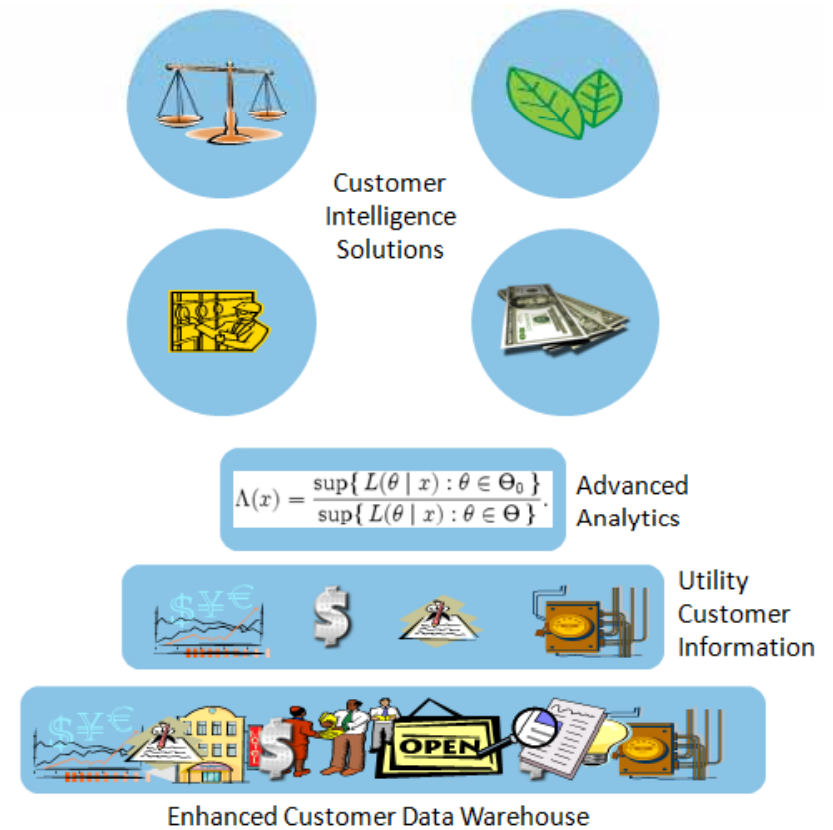 Customer
Intelligence
Solutions
Λ(x) = sup{ L(θ | x) : θ ∈ Θ₀ } / sup{ L(θ | x) : θ ∈ Θ }.
Advanced
Analytics
$¥€
$
Utility
Customer
Information
$¥€
$
OPEN
Enhanced Customer Data Warehouse